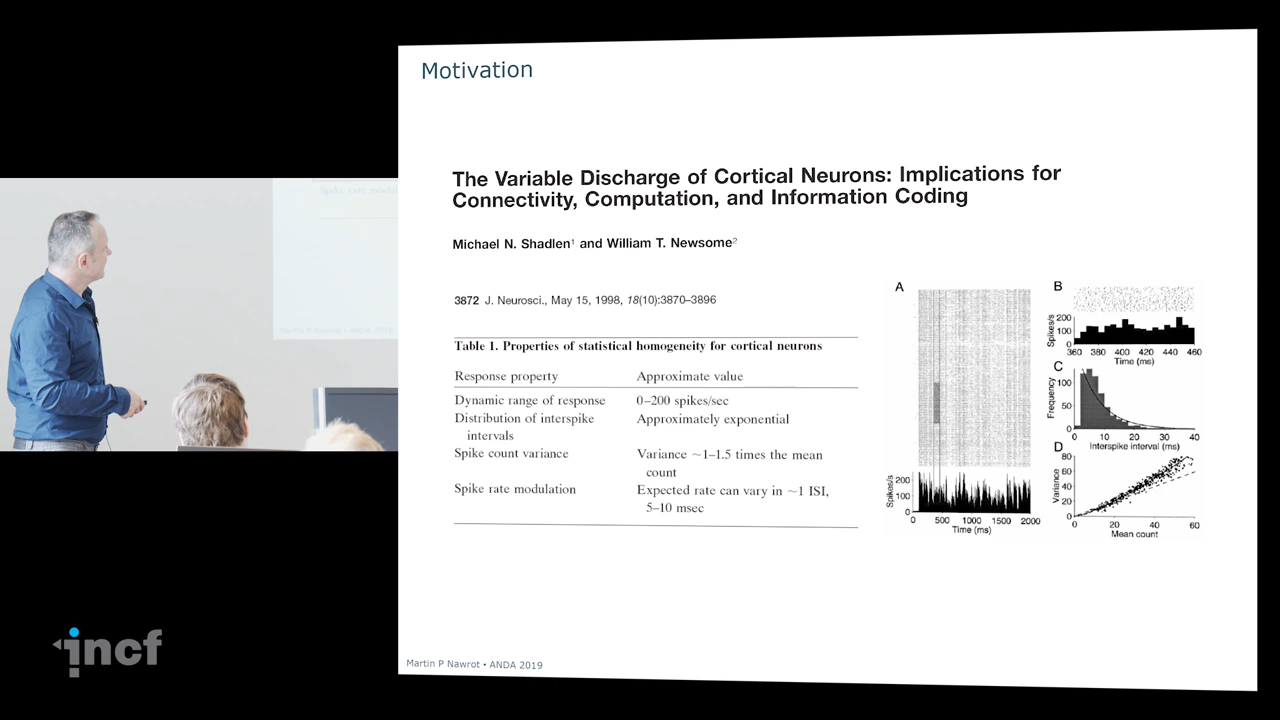 Motivation
The Variable Discharge of Cortical Neurons: Implications for
Connectivity, Computation, and Information Coding
Michael N. Shadlen¹ and William T. Newsome²
3872 J. Neurosci., May 15, 1998, 18(10):3870–3896
Table 1. Properties of statistical homogeneity for cortical neurons
Response property Approximate value
Dynamic range of response 0–200 spikes/sec
Distribution of interspike Approximately exponential
intervals
Spike count variance Variance ~1–1.5 times the mean
count
Spike rate modulation Expected rate can vary in ~1 ISI,
5–10 msec
A
Spikes/s
200
100
0
0 500 1000 1500 2000
Time (ms)
B
Spikes/s
200
100
0
360 380 400 420 440 460
Time (ms)
C
Frequency
100
50
0
0 10 20 30 40
Interspike interval (ms)
D
Variance
80
60
40
20
0
0 20 40 60
Mean count
Martin P Nawrot • ANDA 2019
incf